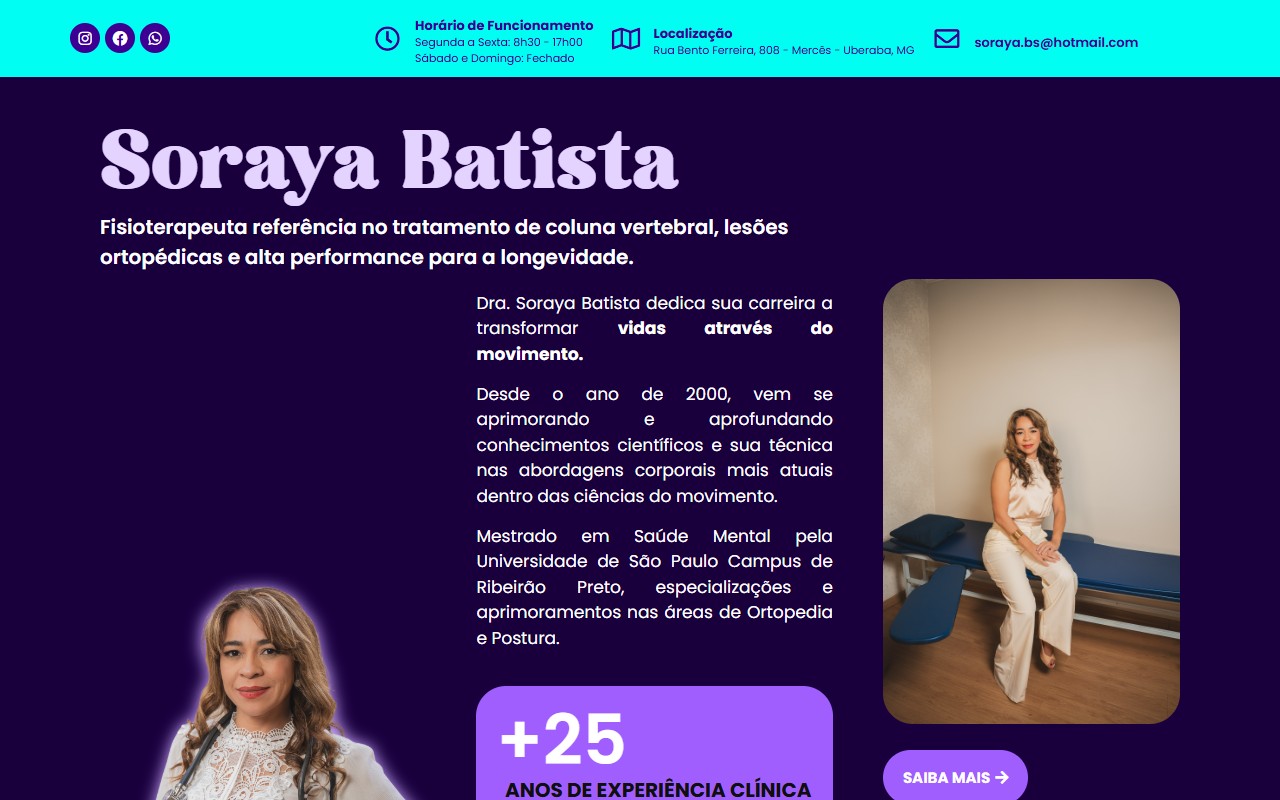 Horário de Funcionamento
Segunda a Sexta: 8h30 - 17h00
Sábado e Domingo: Fechado
Localização
Rua Bento Ferreira, 808 - Mercês - Uberaba, MG
soraya.bs@hotmail.com
Soraya Batista
Fisioterapeuta referência no tratamento de coluna vertebral, lesões
ortopédicas e alta performance para a longevidade.
Dra. Soraya Batista dedica sua carreira a
transformar vidas através do
movimento.
Desde o ano de 2000, vem se
aprimorando e aprofundando
conhecimentos científicos e sua técnica
nas abordagens corporais mais atuais
dentro das ciências do movimento.
Mestrado em Saúde Mental pela
Universidade de São Paulo Campus de
Ribeirão Preto, especializações e
aprimoramentos nas áreas de Ortopedia
e Postura.
+25
ANOS DE EXPERIÊNCIA CLÍNICA
SAIBA MAIS